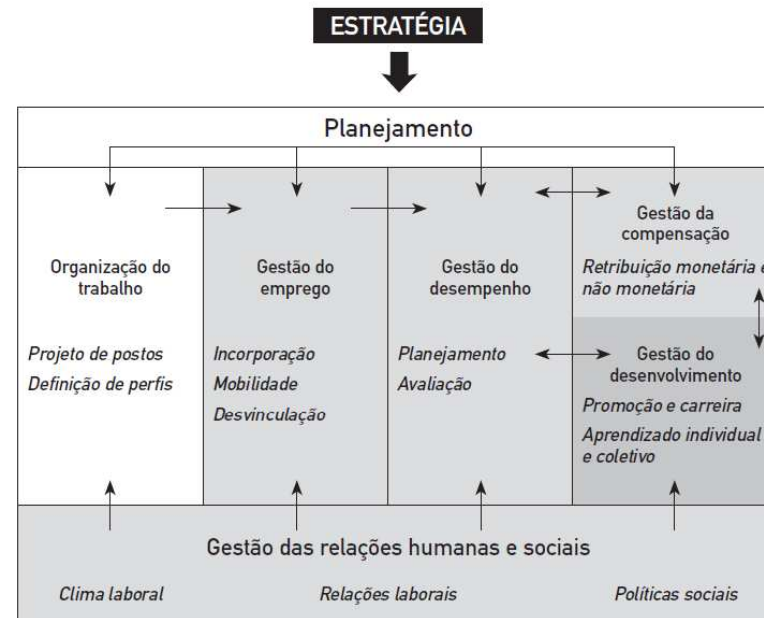 ESTRATÉGIA
Planejamento
Organização do
trabalho
Projeto de postos
Definição de perfis
Gestão do
emprego
Incorporação
Mobilidade
Desvinculação
Gestão do
desempenho
Planejamento
Avaliação
Gestão da
compensação
Retribuição monetária e
não monetária
Gestão do
desenvolvimento
Promoção e carreira
Aprendizado individual
e coletivo
Gestão das relações humanas e sociais
Clima laboral
Relações laborais
Políticas sociais